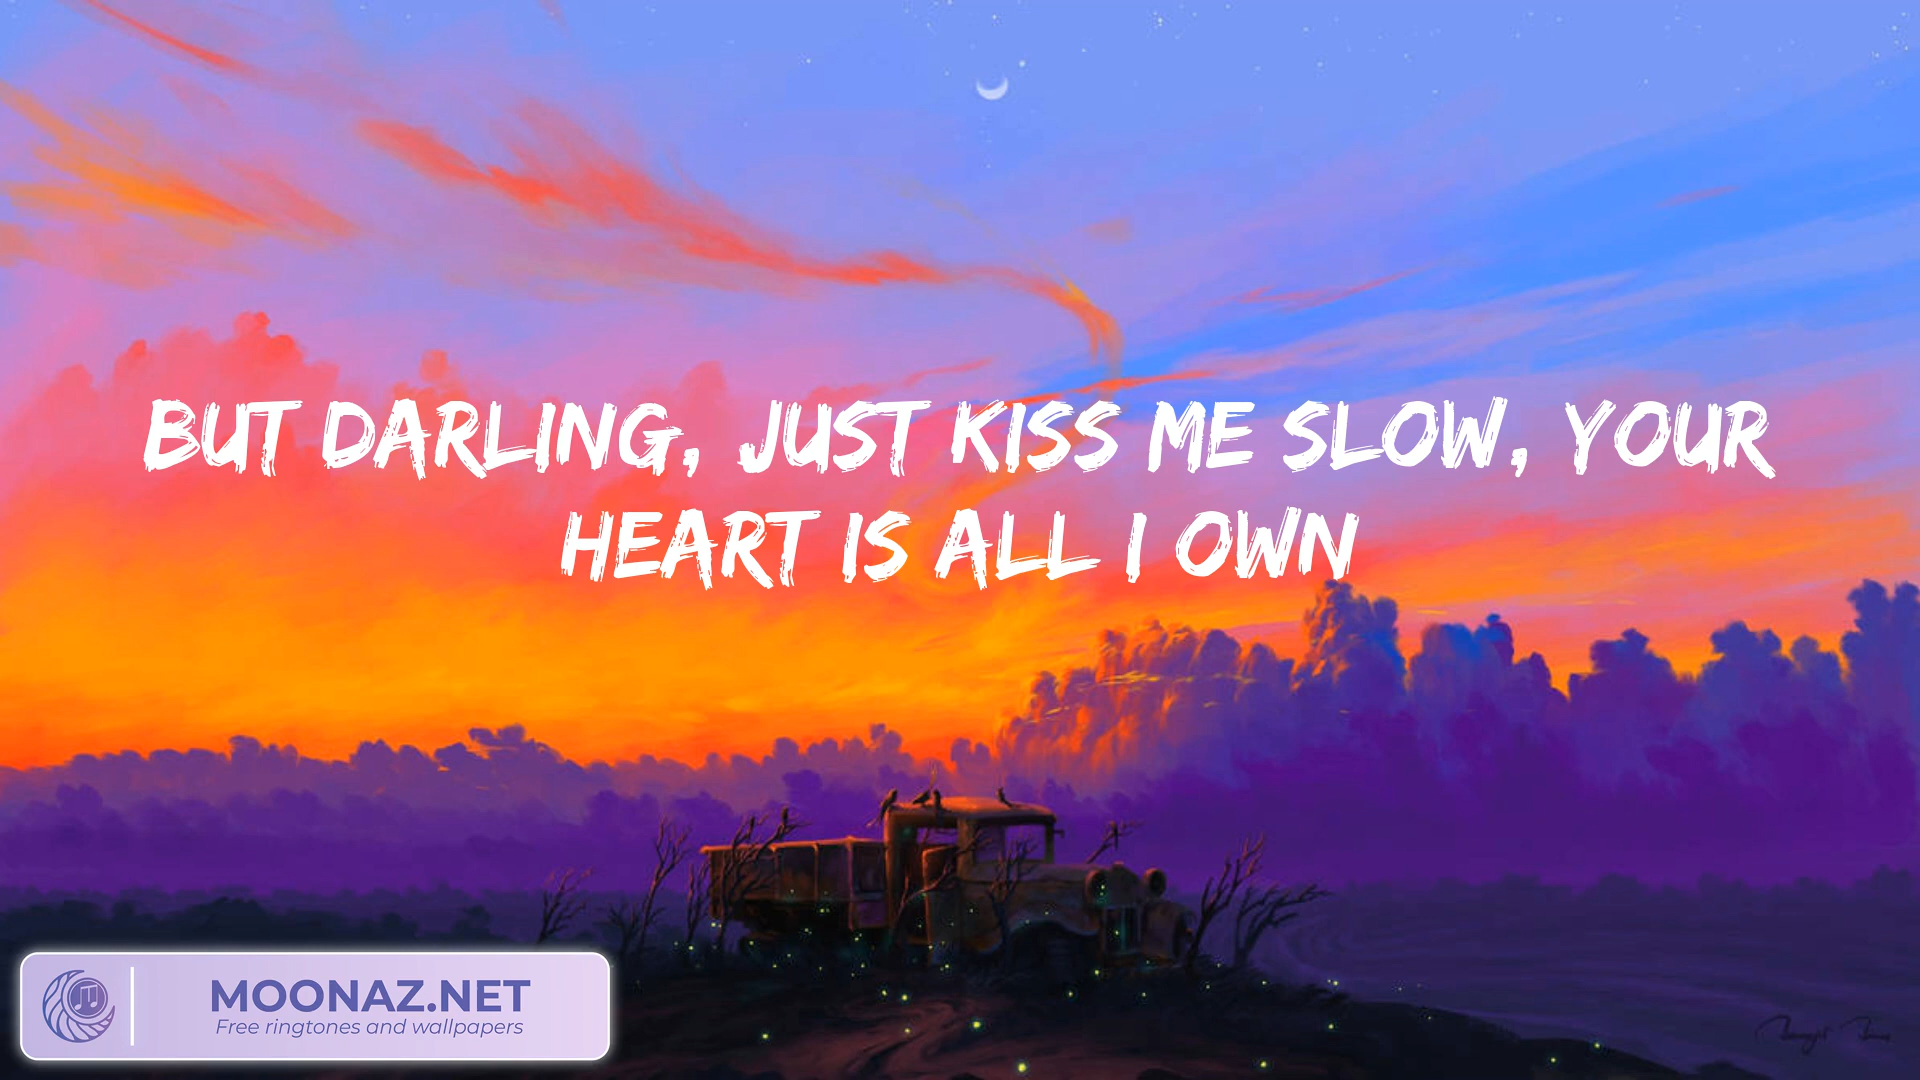 BUT DARLING, JUST KISS ME SLOW, YOUR
HEART IS ALL I OWN
MOONAZ.NET
Free ringtones and wallpapers